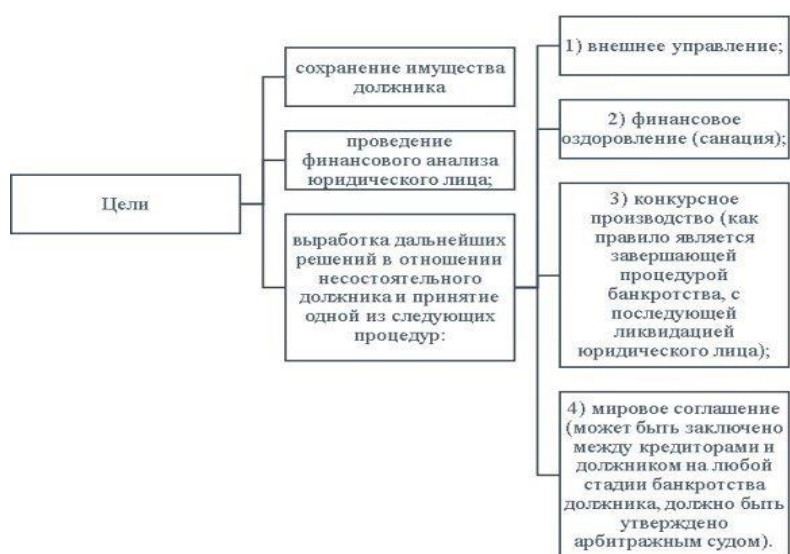 Цели
сохранение имущества
должника
проведение
финансового анализа
юридического лица;
выработка дальнейших
решений в отношении
несостоятельного
должника и принятие
одной из следующих
процедур:
1) внешнее управление;
2) финансовое
оздоровление (санация);
3) конкурсное
производство (как
правило является
завершающей
процедурой
банкротства, с
последующей
ликвидацией
юридического лица);
4) мировое соглашение
(может быть заключено
между кредиторами и
должником на любой
стадии банкротства
должника, должно быть
утверждено
арбитражным судом).